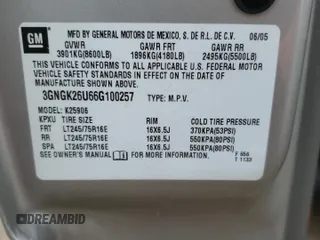 GM
MFD BY GENERAL MOTORS DE MEXICO, S. DE R.L. DE C.V. 06/05
GVWR GAWR FRT GAWR RR
3901KG(8600LB) 1896KG(4180LB) 2495KG(5500LB)
THIS VEHICLE CONFORMS TO ALL APPLICABLE U.S. FEDERAL MOTOR
VEHICLE SAFETY STANDARDS IN EFFECT ON THE DATE OF
MANUFACTURE SHOWN ABOVE.
3GNGK26U66G100257 TYPE: M.P.V.
MODEL: K25906
KPXU TIRE SIZE RIM COLD TIRE PRESSURE
FRT LT245/75R16E 16X6.5J 370KPA(53PSI)
RR LT245/75R16E 16X6.5J 550KPA(80PSI)
SPA LT245/75R16E 16X6.5J 550KPA(80PSI)
SEE OWNER'S MANUAL FOR MORE INFORMATION.
DREAMBID